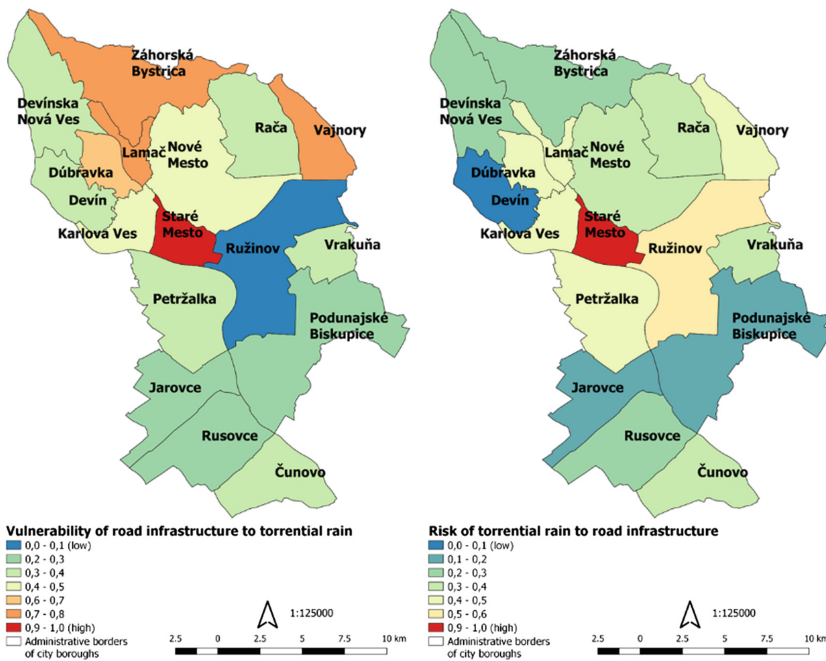 Záhorská
Bystrica
Devínska
Nová Ves
Rača
Vajnory
Lamač
Nové
Mesto
Dúbravka
Devín
Staré
Mesto
Karlova Ves
Ružinov
Vrakuňa
Petržalka
Podunajské
Biskupice
Jarovce
Rusovce
Čunovo
Vulnerability of road infrastructure to torrential rain
0,0 - 0,1 (low)
0,2 - 0,3
0,3 - 0,4
0,4 - 0,5
0,6 - 0,7
0,7 - 0,8
0,9 - 1,0 (high)
Administrative borders
of city boroughs
1:125000
2.5 0 2.5 5 7.5 10 km
Záhorská
Bystrica
Devínska
Nová Ves
Rača
Vajnory
Lamač
Nové
Mesto
Dúbravka
Devín
Staré
Mesto
Karlova Ves
Ružinov
Vrakuňa
Petržalka
Podunajské
Biskupice
Jarovce
Rusovce
Čunovo
Risk of torrential rain to road infrastructure
0,0 - 0,1 (low)
0,1 - 0,2
0,2 - 0,3
0,3 - 0,4
0,4 - 0,5
0,5 - 0,6
0,9 - 1,0 (high)
Administrative borders
of city boroughs
1:125000
2.5 0 2.5 5 7.5 10 km